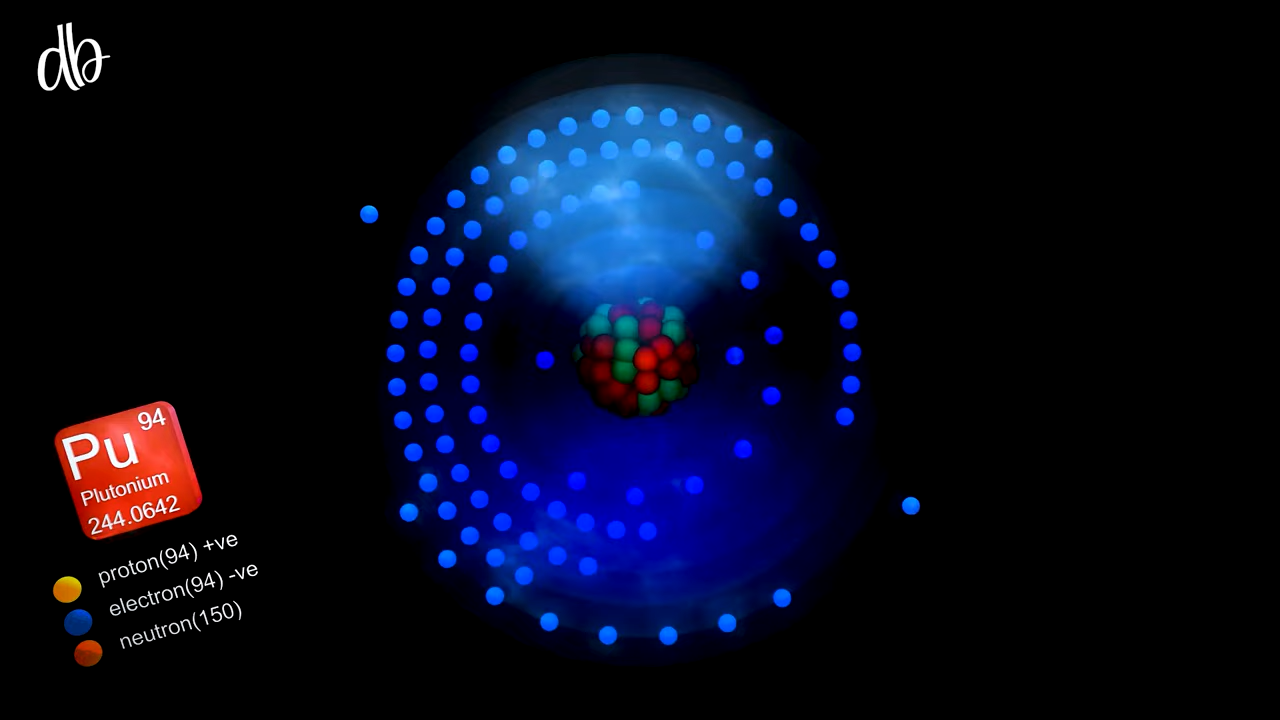 db
94
Pu
Plutonium
244.0642
proton(94) +ve
electron(94) -ve
neutron(150)